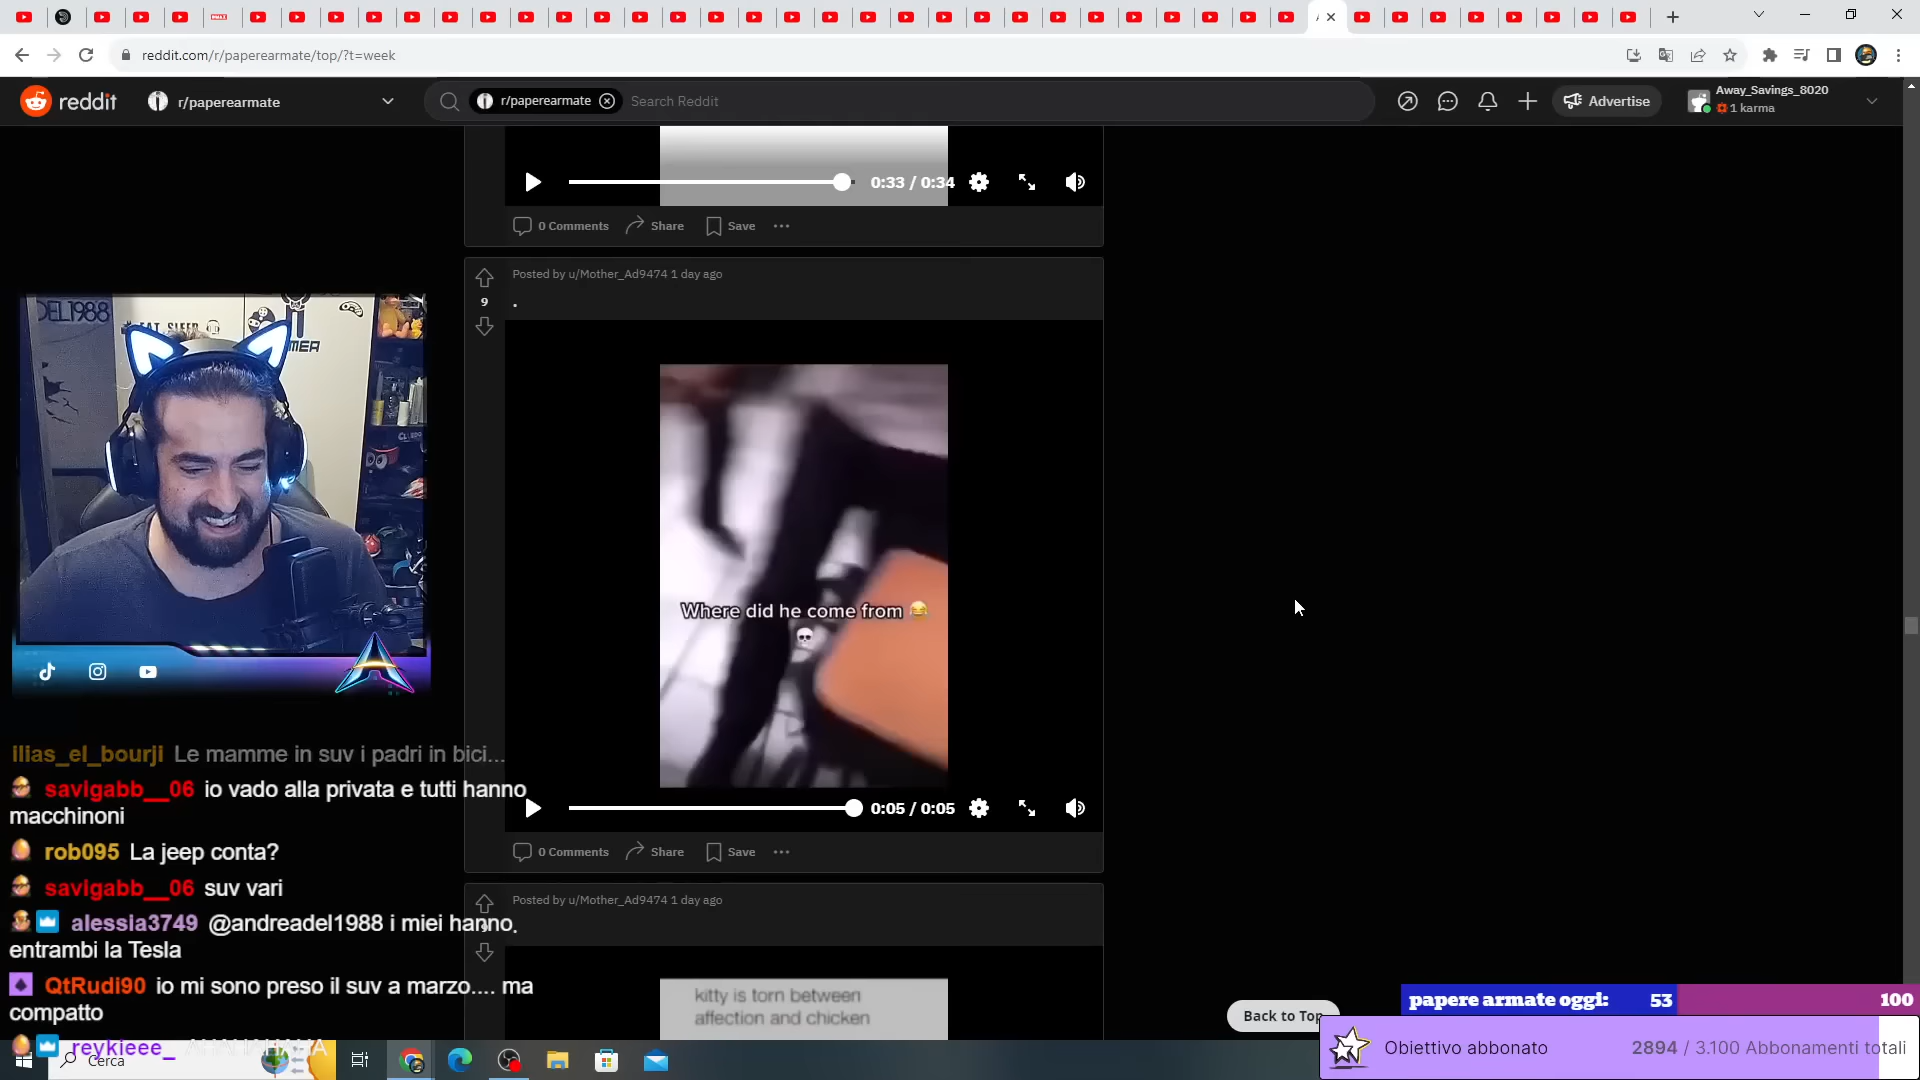 reddit.com/r/paperearmate/top/?t=week
reddit
r/paperearmate
r/paperearmate
Search Reddit
Advertise
Away_Savings_8020
1 karma
0:33 / 0:34
0 Comments
Share
Save
Posted by u/Mother_Ad9474 1 day ago
9
.
DEL1988
EAT SLEEP
Where did he come from 😂
💀
0:05 / 0:05
0 Comments
Share
Save
Posted by u/Mother_Ad9474 1 day ago
kitty is torn between
affection and chicken
ilias_el_bourji Le mamme in suv i padri in bici...
savigabb__06 io vado alla privata e tutti hanno
macchinoni
rob095 La jeep conta?
savigabb__06 suv vari
alessia3749 @andreadel1988 i miei hanno
entrambi la Tesla
QtRudi90 io mi sono preso il suv a marzo.... ma
compatto
reykieee_ AHAHAHAHA
Back to Top
papere armate oggi: 53 100
Obiettivo abbonato 2894 / 3.100 Abbonamenti totali
Cerca